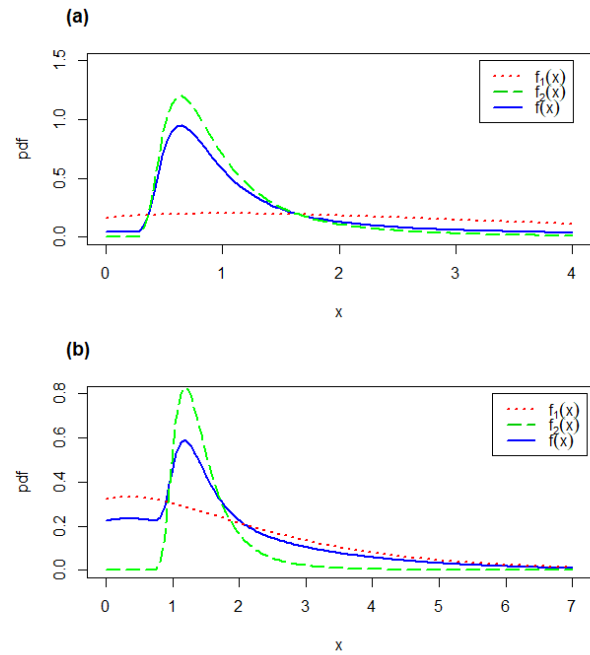 (a)
pdf
1.5
1.0
0.5
0.0
f₁(x)
f₂(x)
f(x)
0 1 2 3 4
x
(b)
pdf
0.8
0.6
0.4
0.2
0.0
f₁(x)
f₂(x)
f(x)
0 1 2 3 4 5 6 7
x